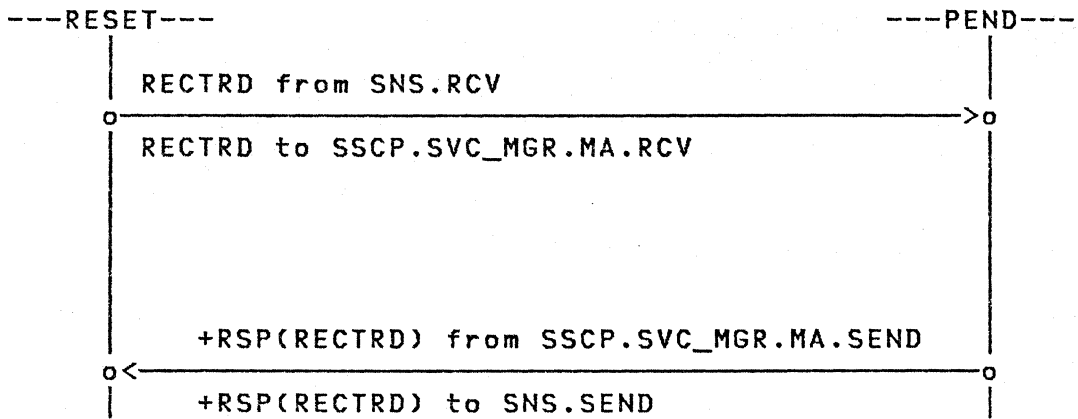 ---RESET--- ---PEND---
RECTRD from SNS.RCV
RECTRD to SSCP.SVC_MGR.MA.RCV
+RSP(RECTRD) from SSCP.SVC_MGR.MA.SEND
+RSP(RECTRD) to SNS.SEND